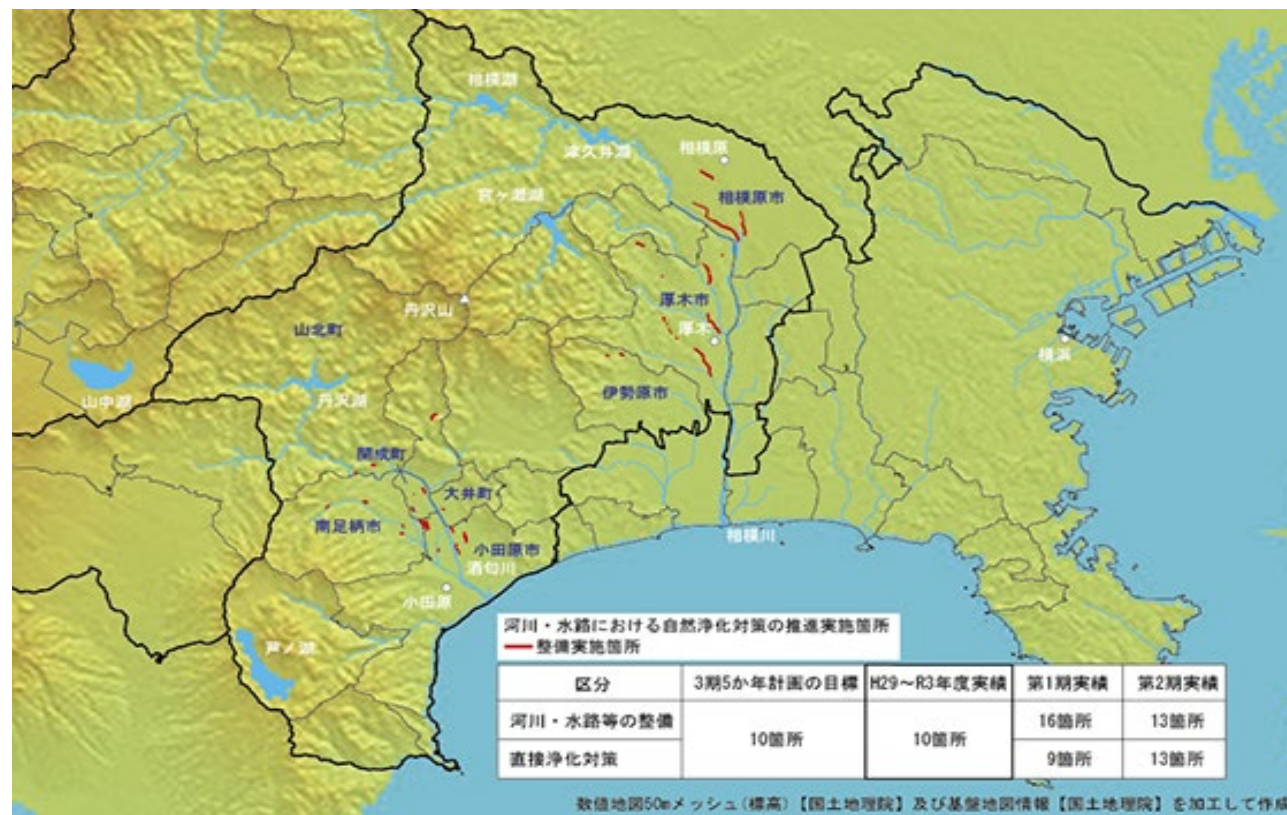 相模湖
津久井湖
相模原
宮ヶ瀬湖
相模原市
丹沢山
厚木市
山北町
厚木
横浜
山中湖
丹沢湖
伊勢原市
開成町
大井町
南足柄市
相模川
小田原市
酒匂川
小田原
芦ノ湖
河川・水路における自然浄化対策の推進実施箇所
整備実施箇所
区分 3期5か年計画の目標 H29～R3年度実績 第1期実績 第2期実績
河川・水路等の整備 10箇所 10箇所 16箇所 13箇所
直接浄化対策 9箇所 13箇所
数値地図50mメッシュ(標高)【国土地理院】及び基盤地図情報【国土地理院】を加工して作成